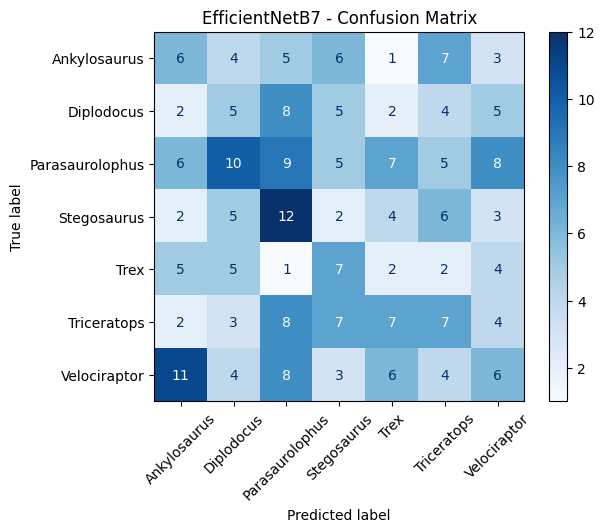 EfficientNetB7 - Confusion Matrix
Ankylosaurus 6 4 5 6 1 7 3
Diplodocus 2 5 8 5 2 4 5
Parasaurolophus 6 10 9 5 7 5 8
Stegosaurus 2 5 12 2 4 6 3
Trex 5 5 1 7 2 2 4
Triceratops 2 3 8 7 7 7 4
Velociraptor 11 4 8 3 6 4 6
True label
Ankylosaurus Diplodocus Parasaurolophus Stegosaurus Trex Triceratops Velociraptor
Predicted label
12
10
8
6
4
2